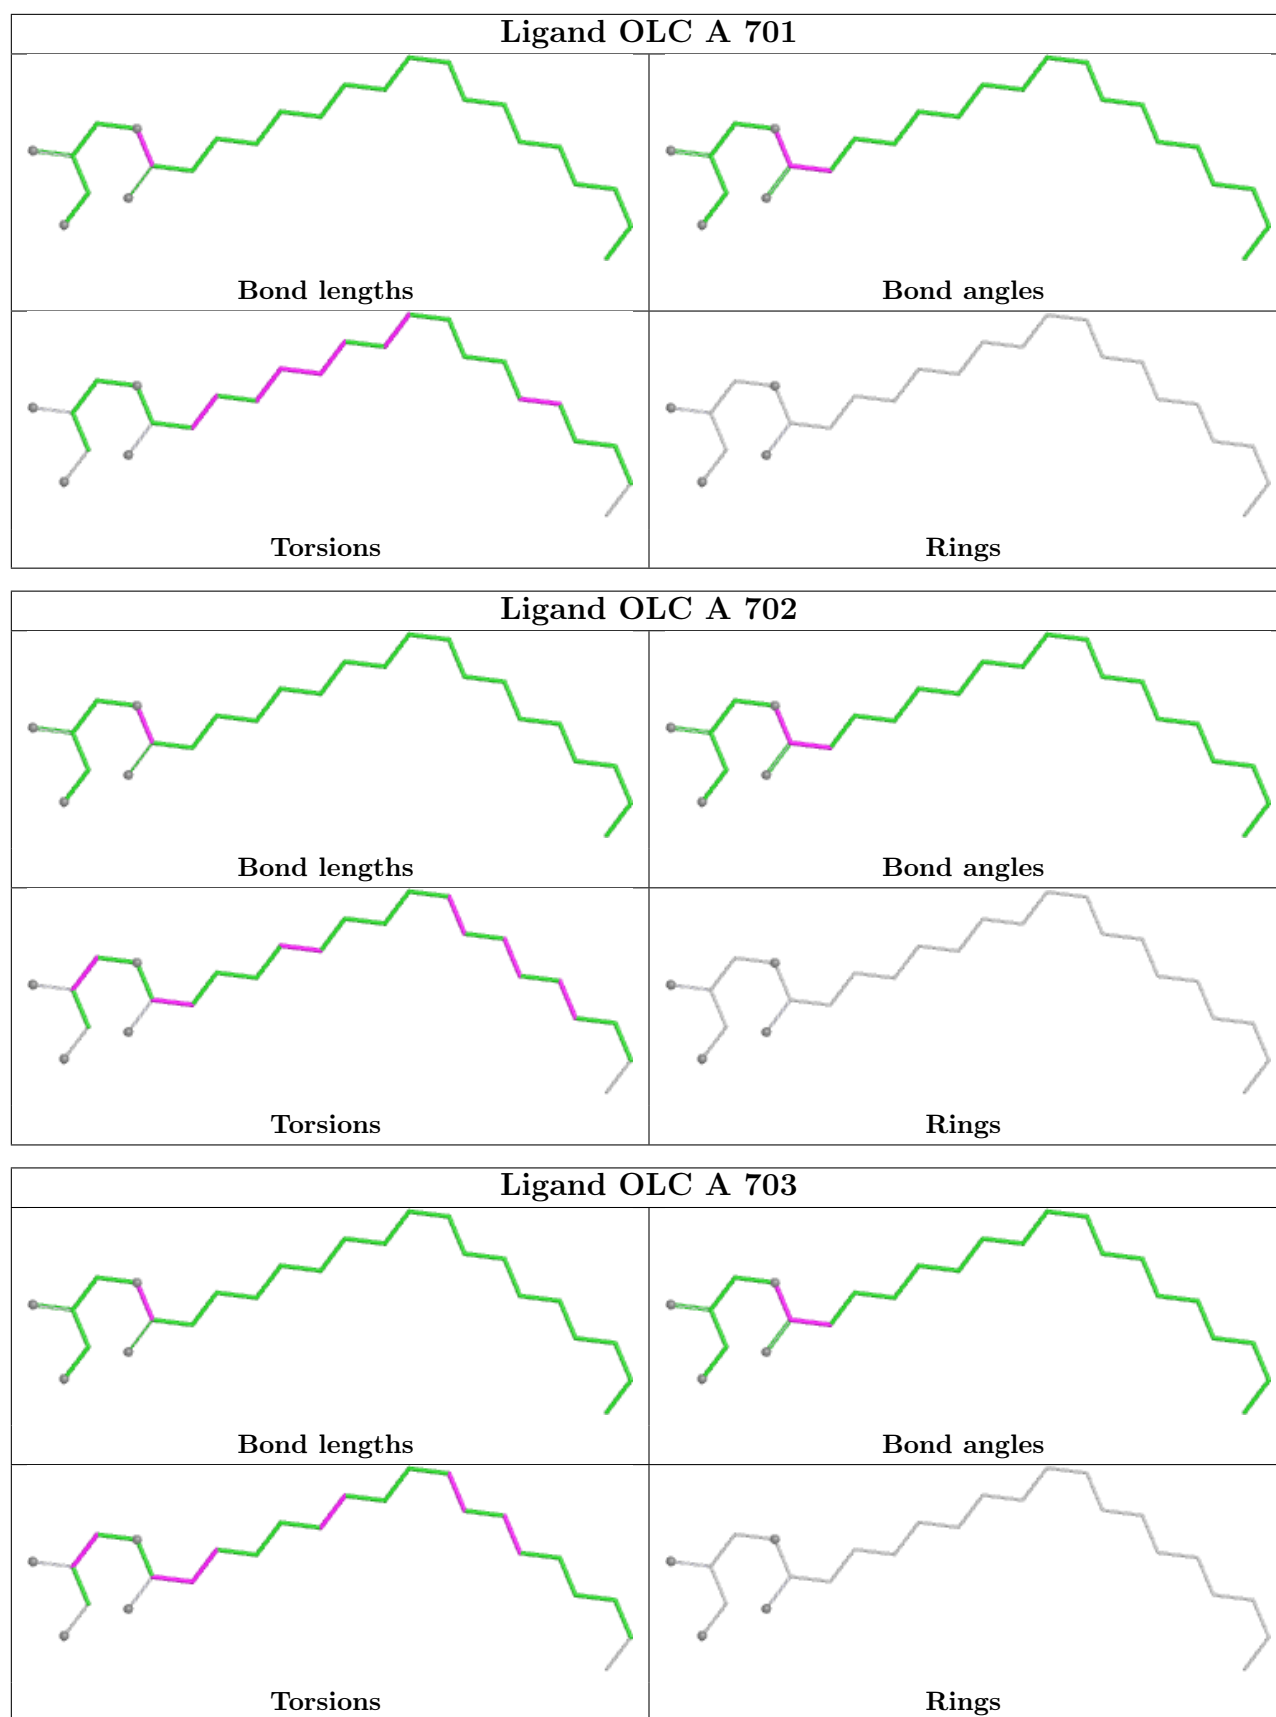 Ligand OLC A 701
Bond lengths
Bond angles
Torsions
Rings
Ligand OLC A 702
Bond lengths
Bond angles
Torsions
Rings
Ligand OLC A 703
Bond lengths
Bond angles
Torsions
Rings